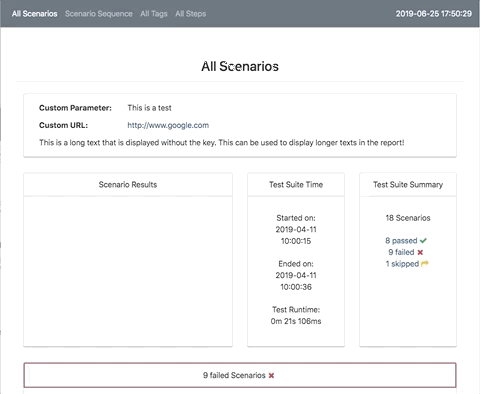 All Scenarios Scenario Sequence All Tags All Steps 2019-06-25 17:50:29
All Scenarios
Custom Parameter: This is a test
Custom URL: http://www.google.com
This is a long text that is displayed without the key. This can be used to display longer texts in the report!
Scenario Results
Test Suite Time
Started on:
2019-04-11
10:00:15
Ended on:
2019-04-11
10:00:36
Test Runtime:
0m 21s 106ms
Test Suite Summary
18 Scenarios
8 passed
9 failed
1 skipped
9 failed Scenarios